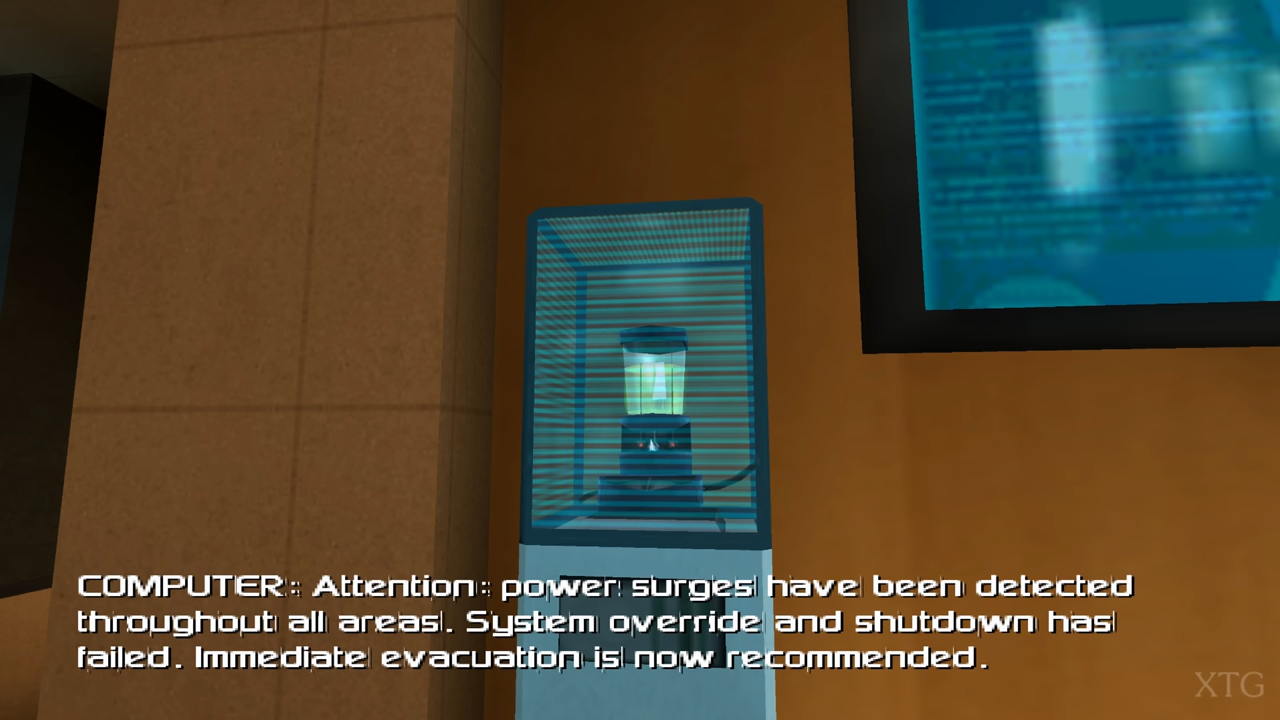 COMPUTER: Attention: power surges have been detected
throughout all areas. System override and shutdown has
failed. Immediate evacuation is now recommended.
XTG